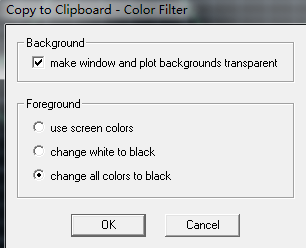 Copy to Clipboard - Color Filter
Background
make window and plot backgrounds transparent
Foreground
use screen colors
change white to black
change all colors to black
OK Cancel